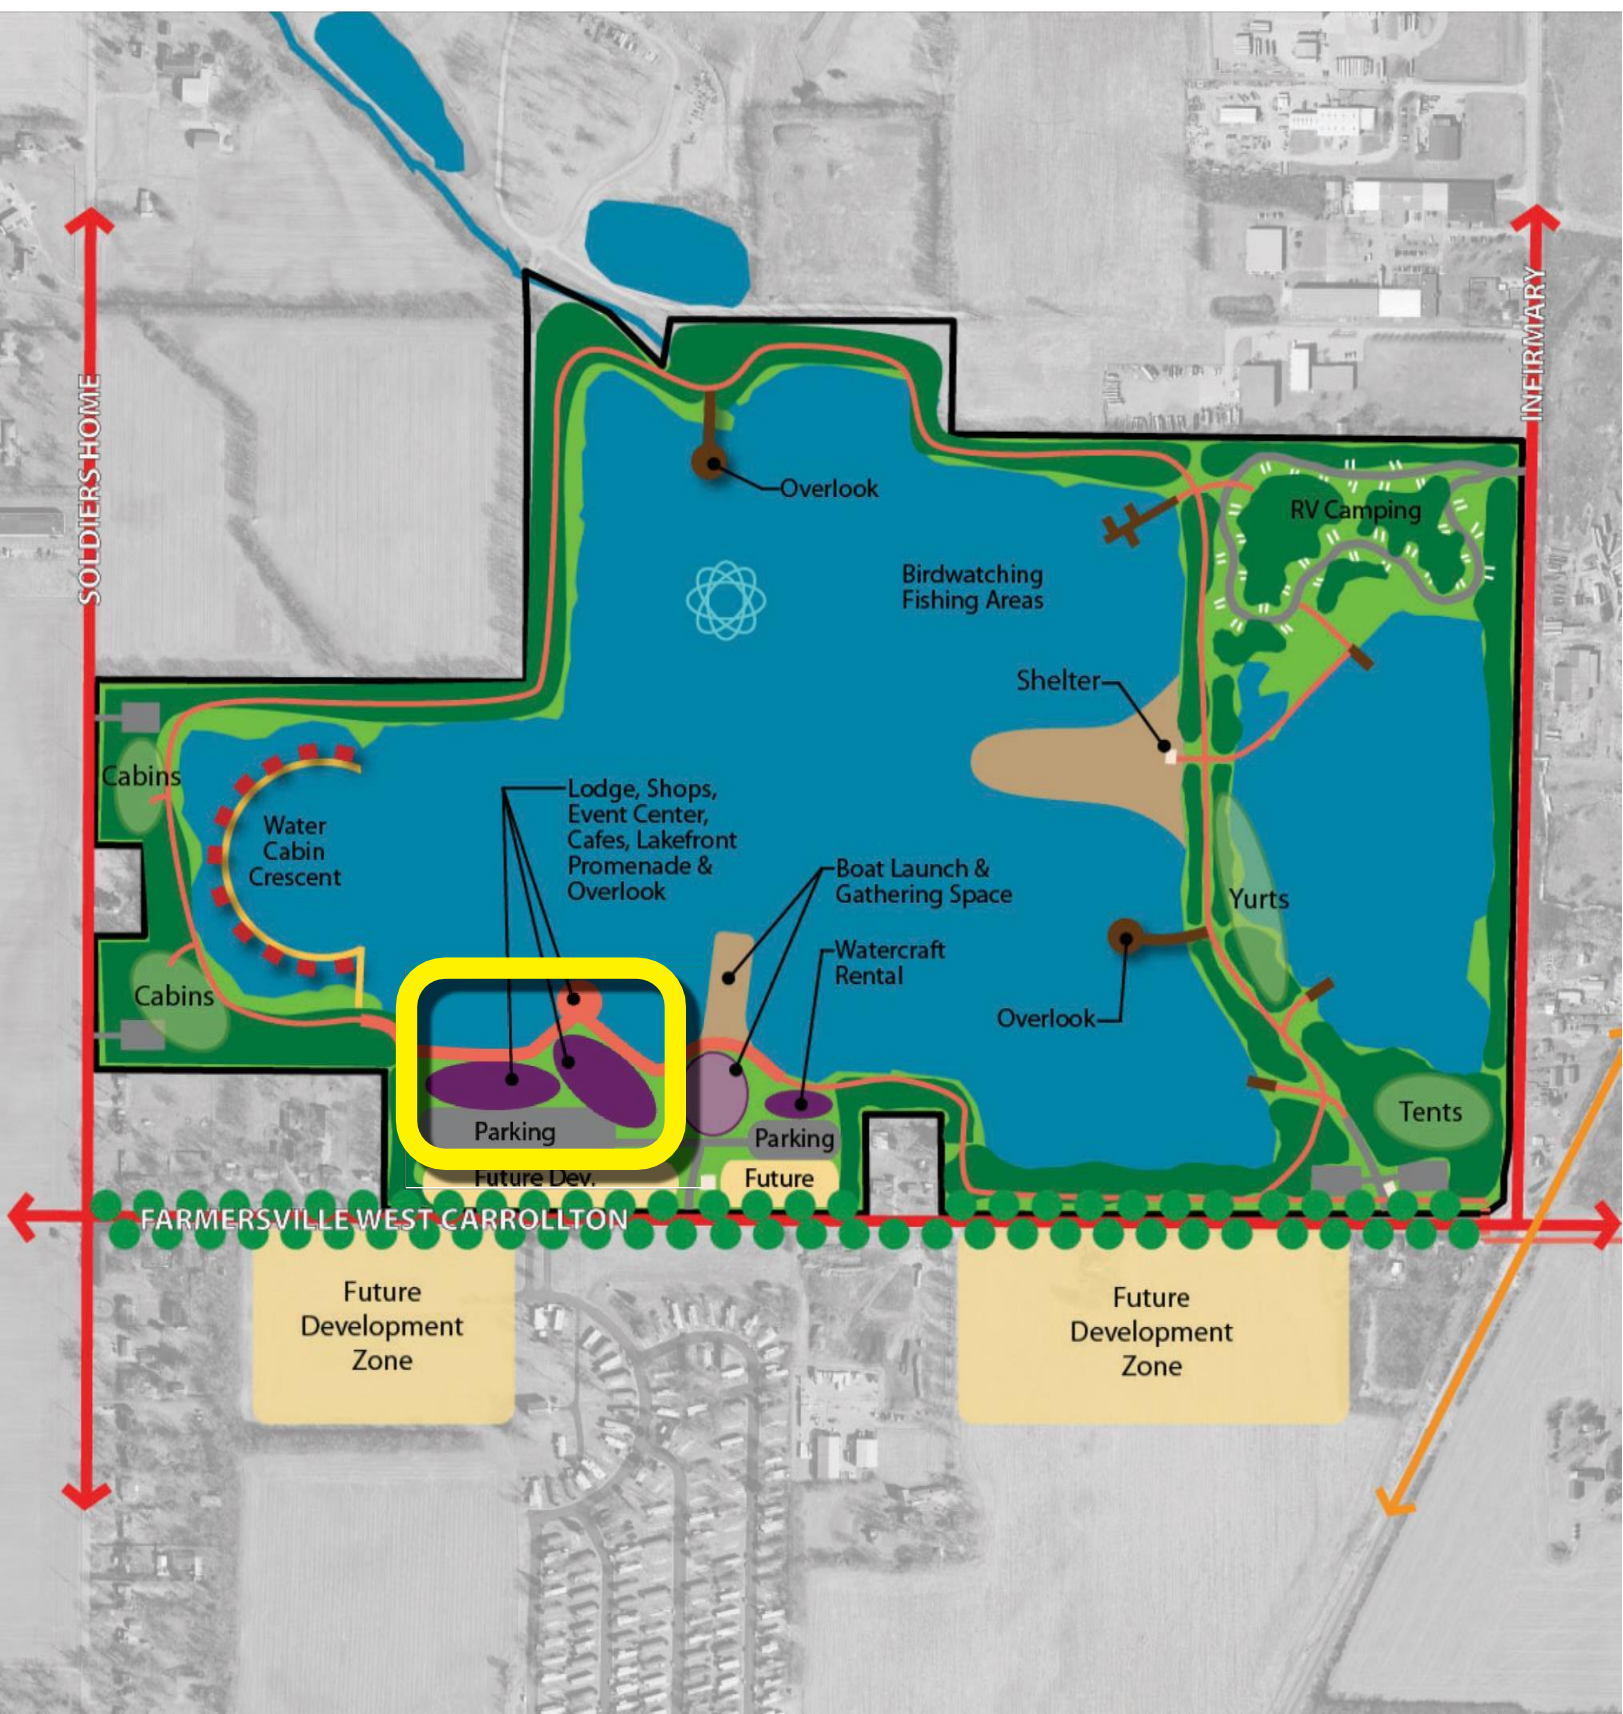 SOLDIERS HOME
INFIRMARY
Overlook
RV Camping
Birdwatching
Fishing Areas
Shelter
Cabins
Lodge, Shops,
Event Center,
Cafes, Lakefront
Promenade &
Overlook
Water
Cabin
Crescent
Boat Launch &
Gathering Space
Yurts
Watercraft
Rental
Cabins
Overlook
Tents
Parking
Parking
Future Dev.
Future
FARMERSVILLE WEST CARROLLTON
Future
Development
Zone
Future
Development
Zone